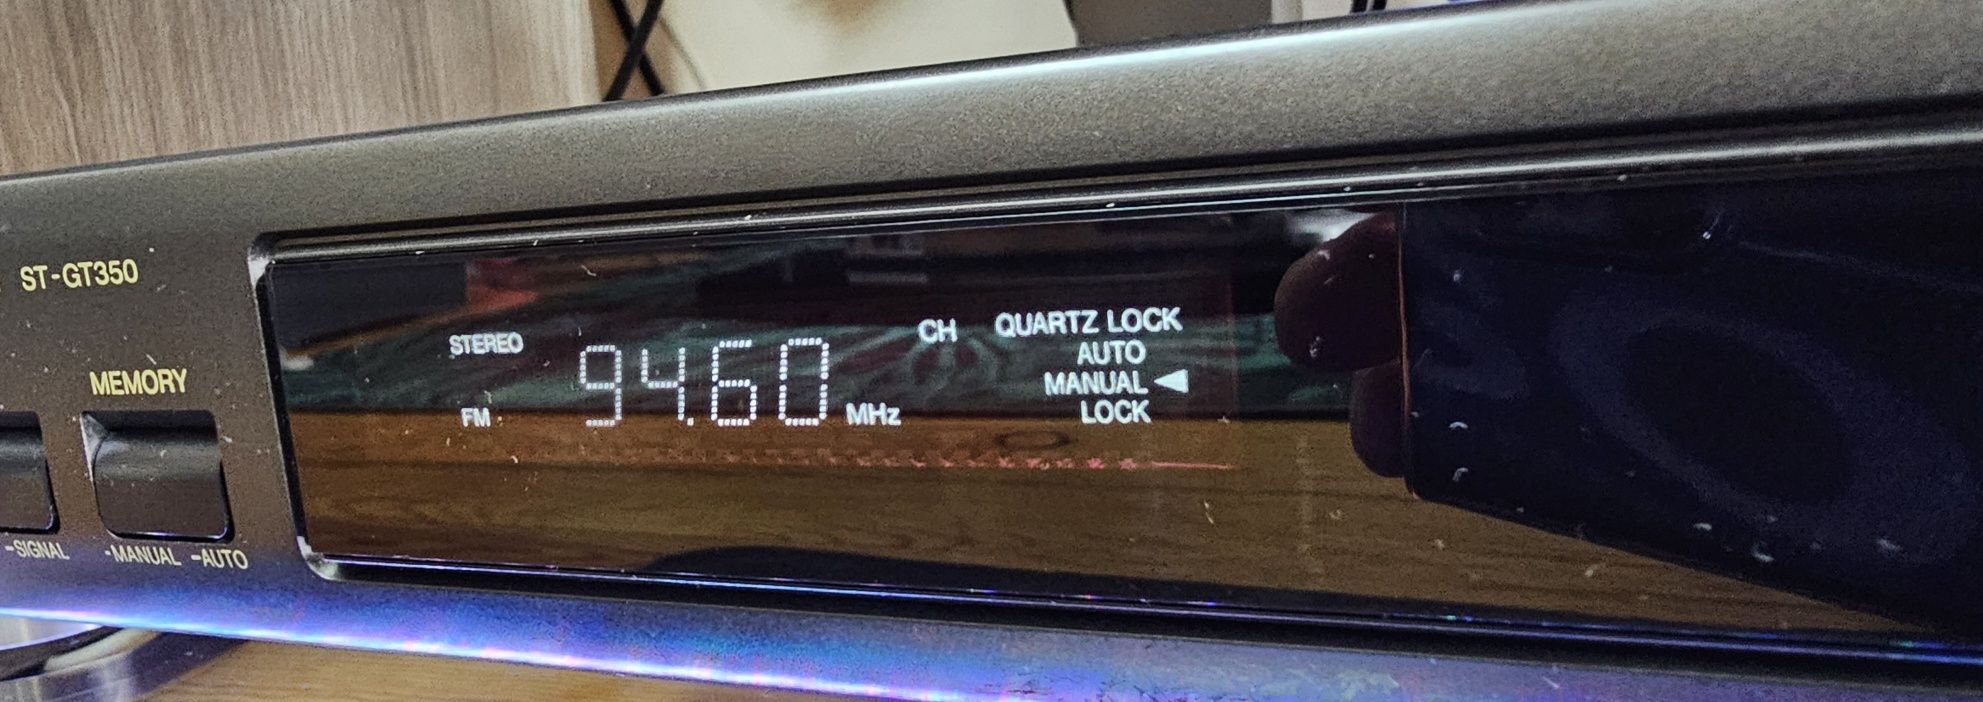 ST-GT350
MEMORY
-SIGNAL
-MANUAL -AUTO
STEREO
FM
94.60 MHz
CH
QUARTZ LOCK
AUTO
MANUAL ◀
LOCK